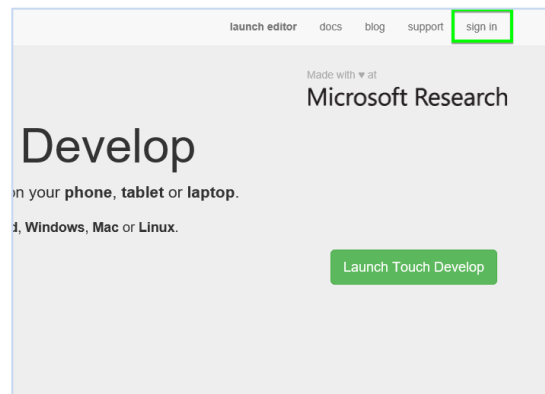 launch editor docs blog support sign in
Made with ♥ at
Microsoft Research
Develop
on your phone, tablet or laptop.
d, Windows, Mac or Linux.
Launch Touch Develop